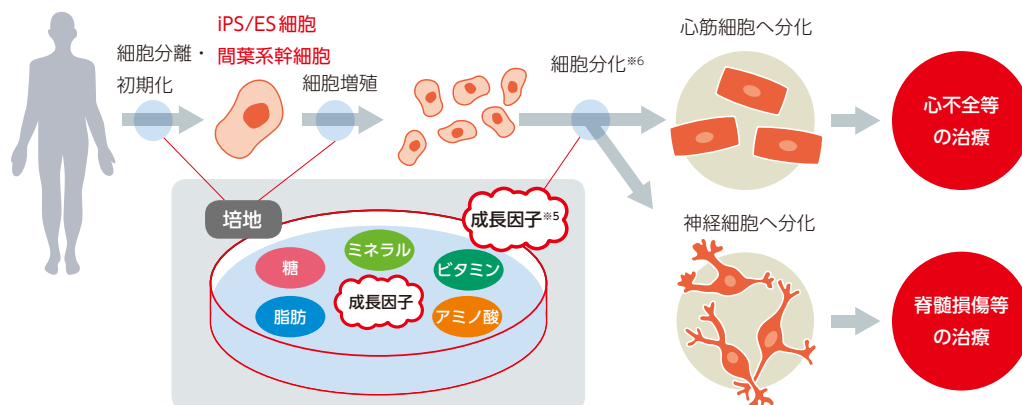 細胞分離・
初期化
iPS/ES細胞
間葉系幹細胞
細胞増殖
細胞分化※6
心筋細胞へ分化
心不全等
の治療
神経細胞へ分化
脊髄損傷等
の治療
培地
成長因子※5
糖
ミネラル
ビタミン
脂肪
成長因子
アミノ酸